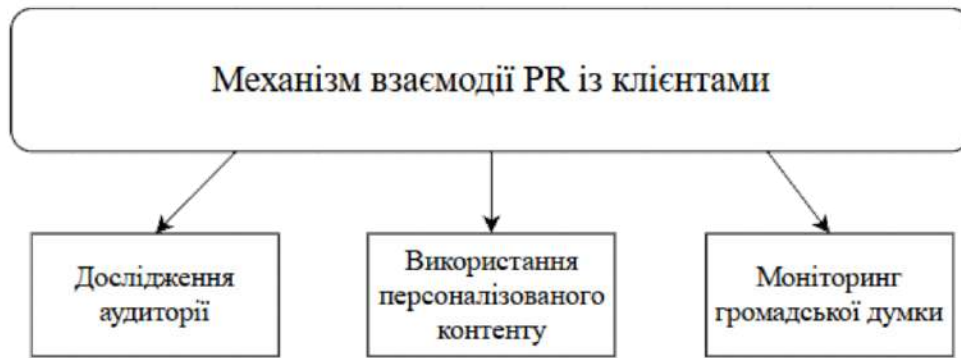 Механізм взаємодії PR із клієнтами
Дослідження
аудиторії
Використання
персоналізованого
контенту
Моніторинг
громадської думки